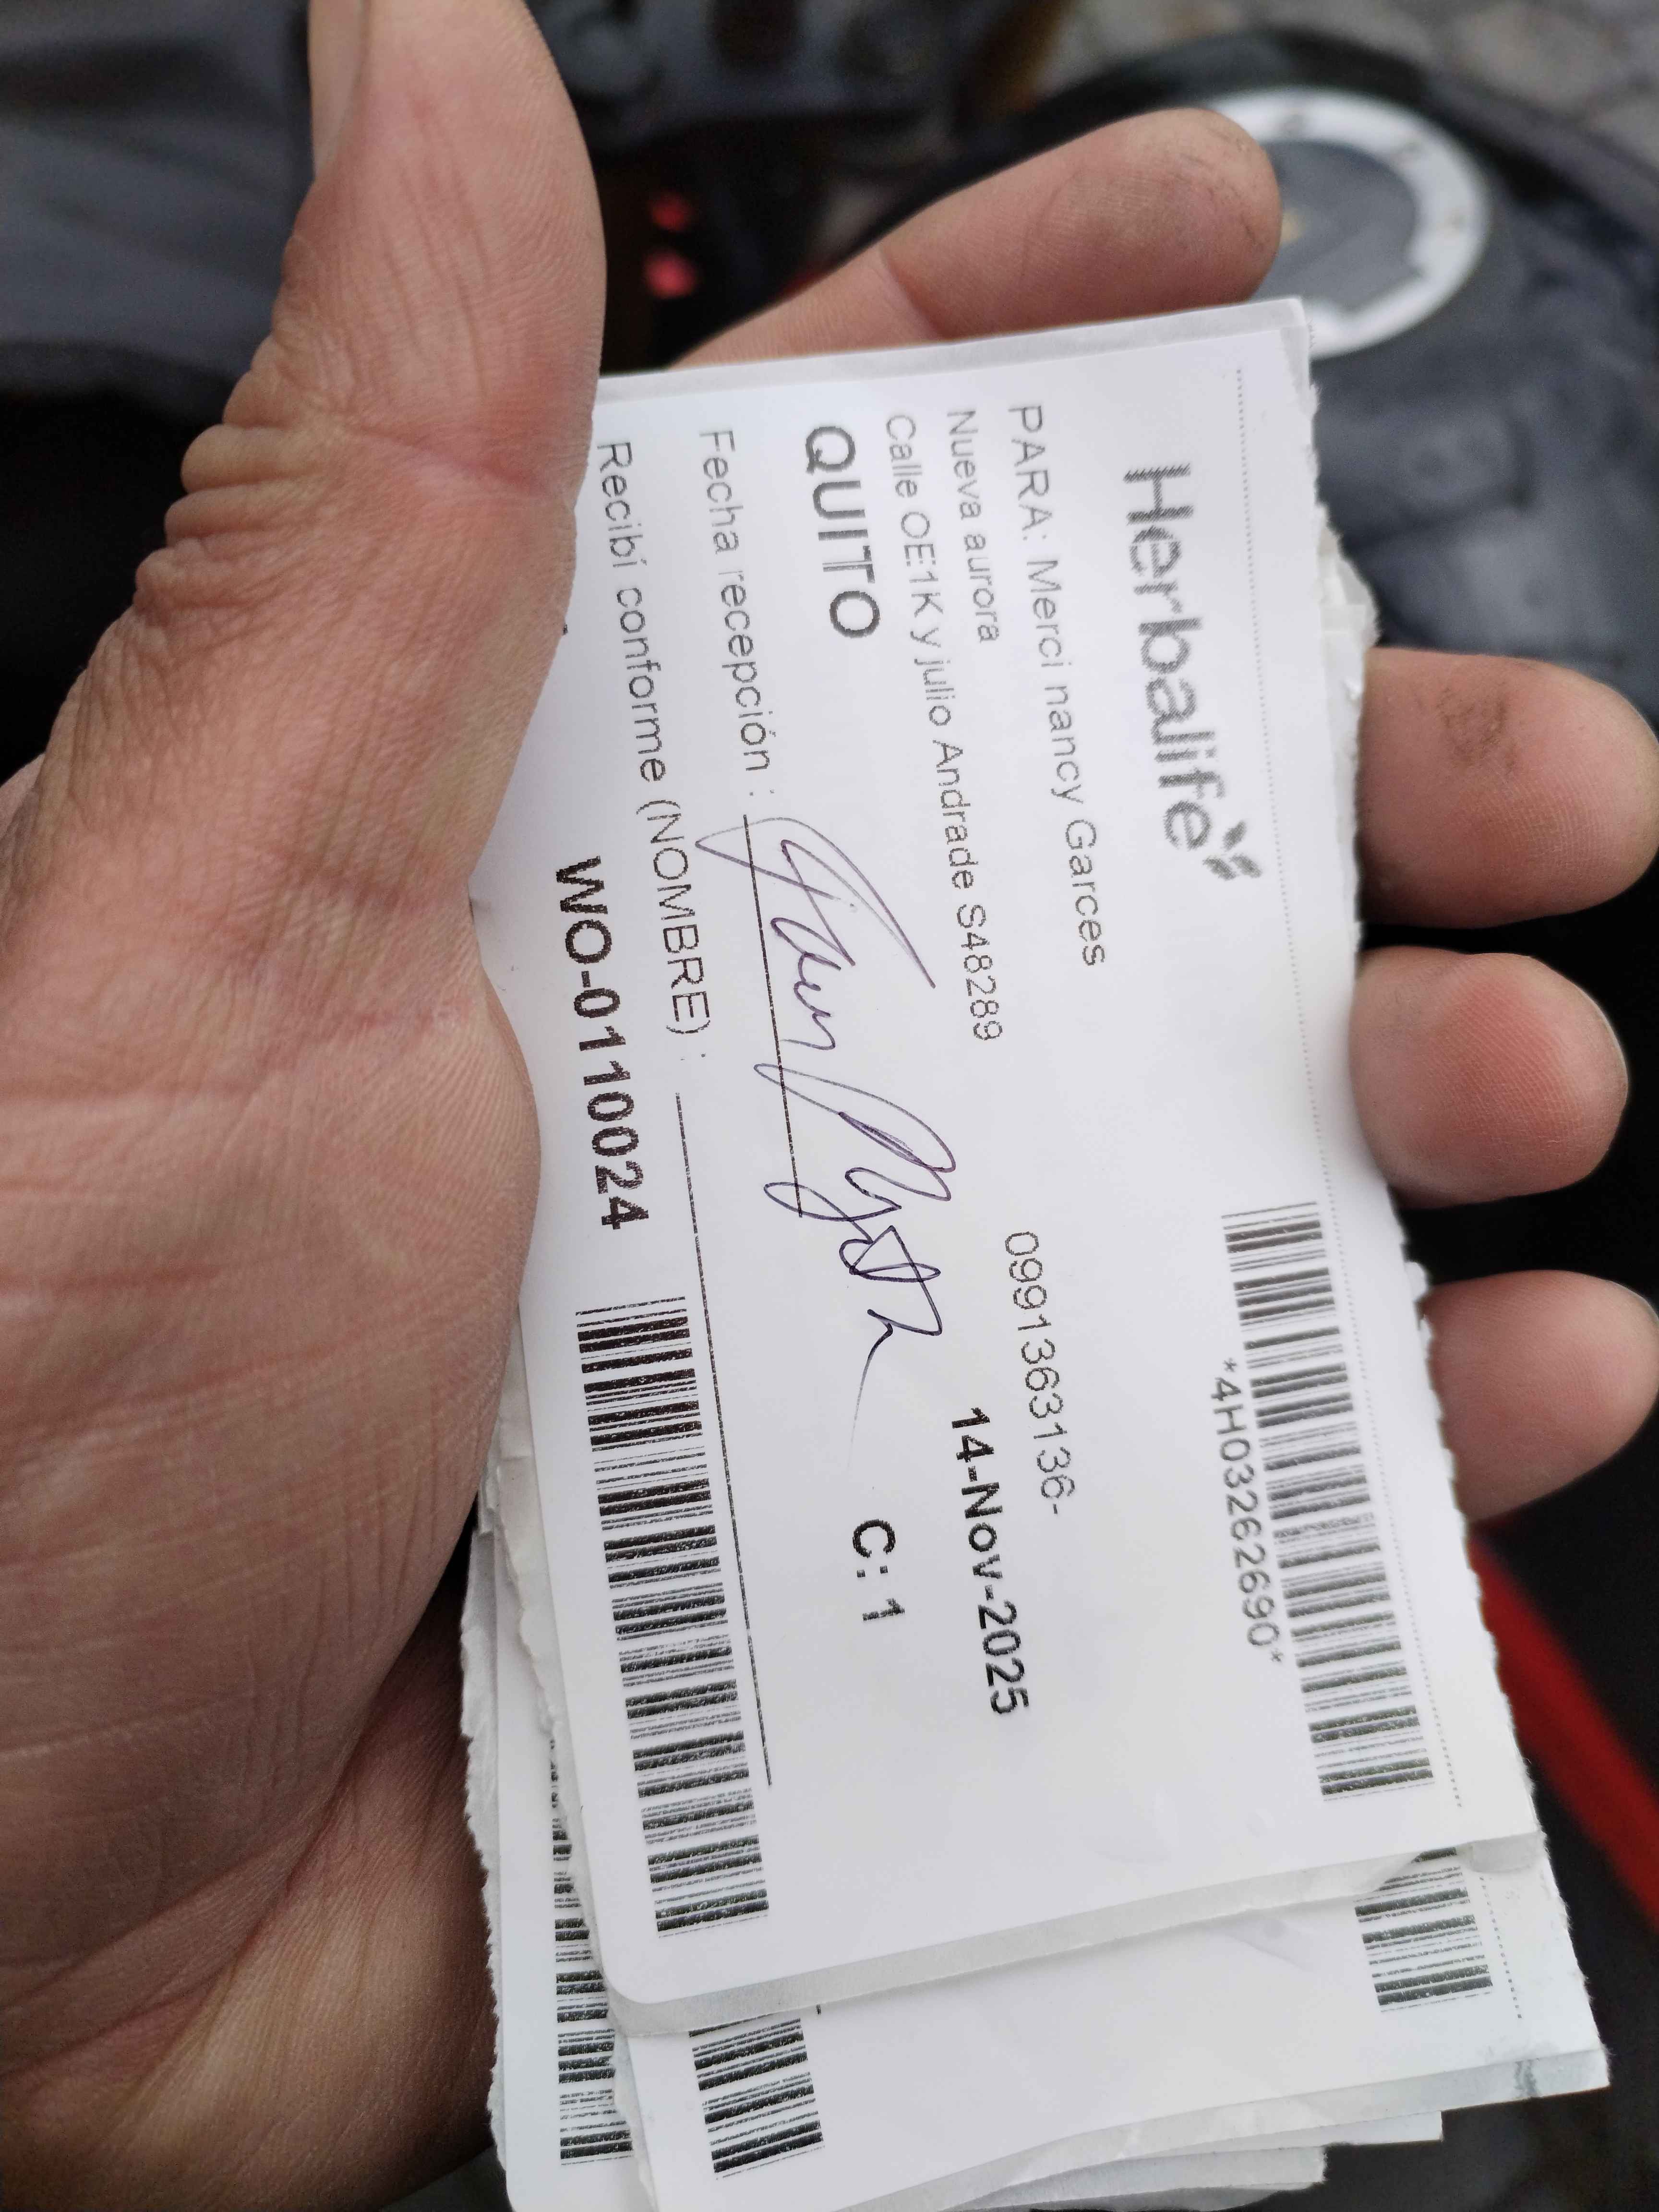 Herbalife
*4H03262690*
PARA: Merci nancy Garces 0991363136-
Nueva aurora
Calle OE1K y julio Andrade S48289 14-Nov-2025
QUITO C: 1
Fecha recepción :
Recibí conforme (NOMBRE) :
WO-0110024